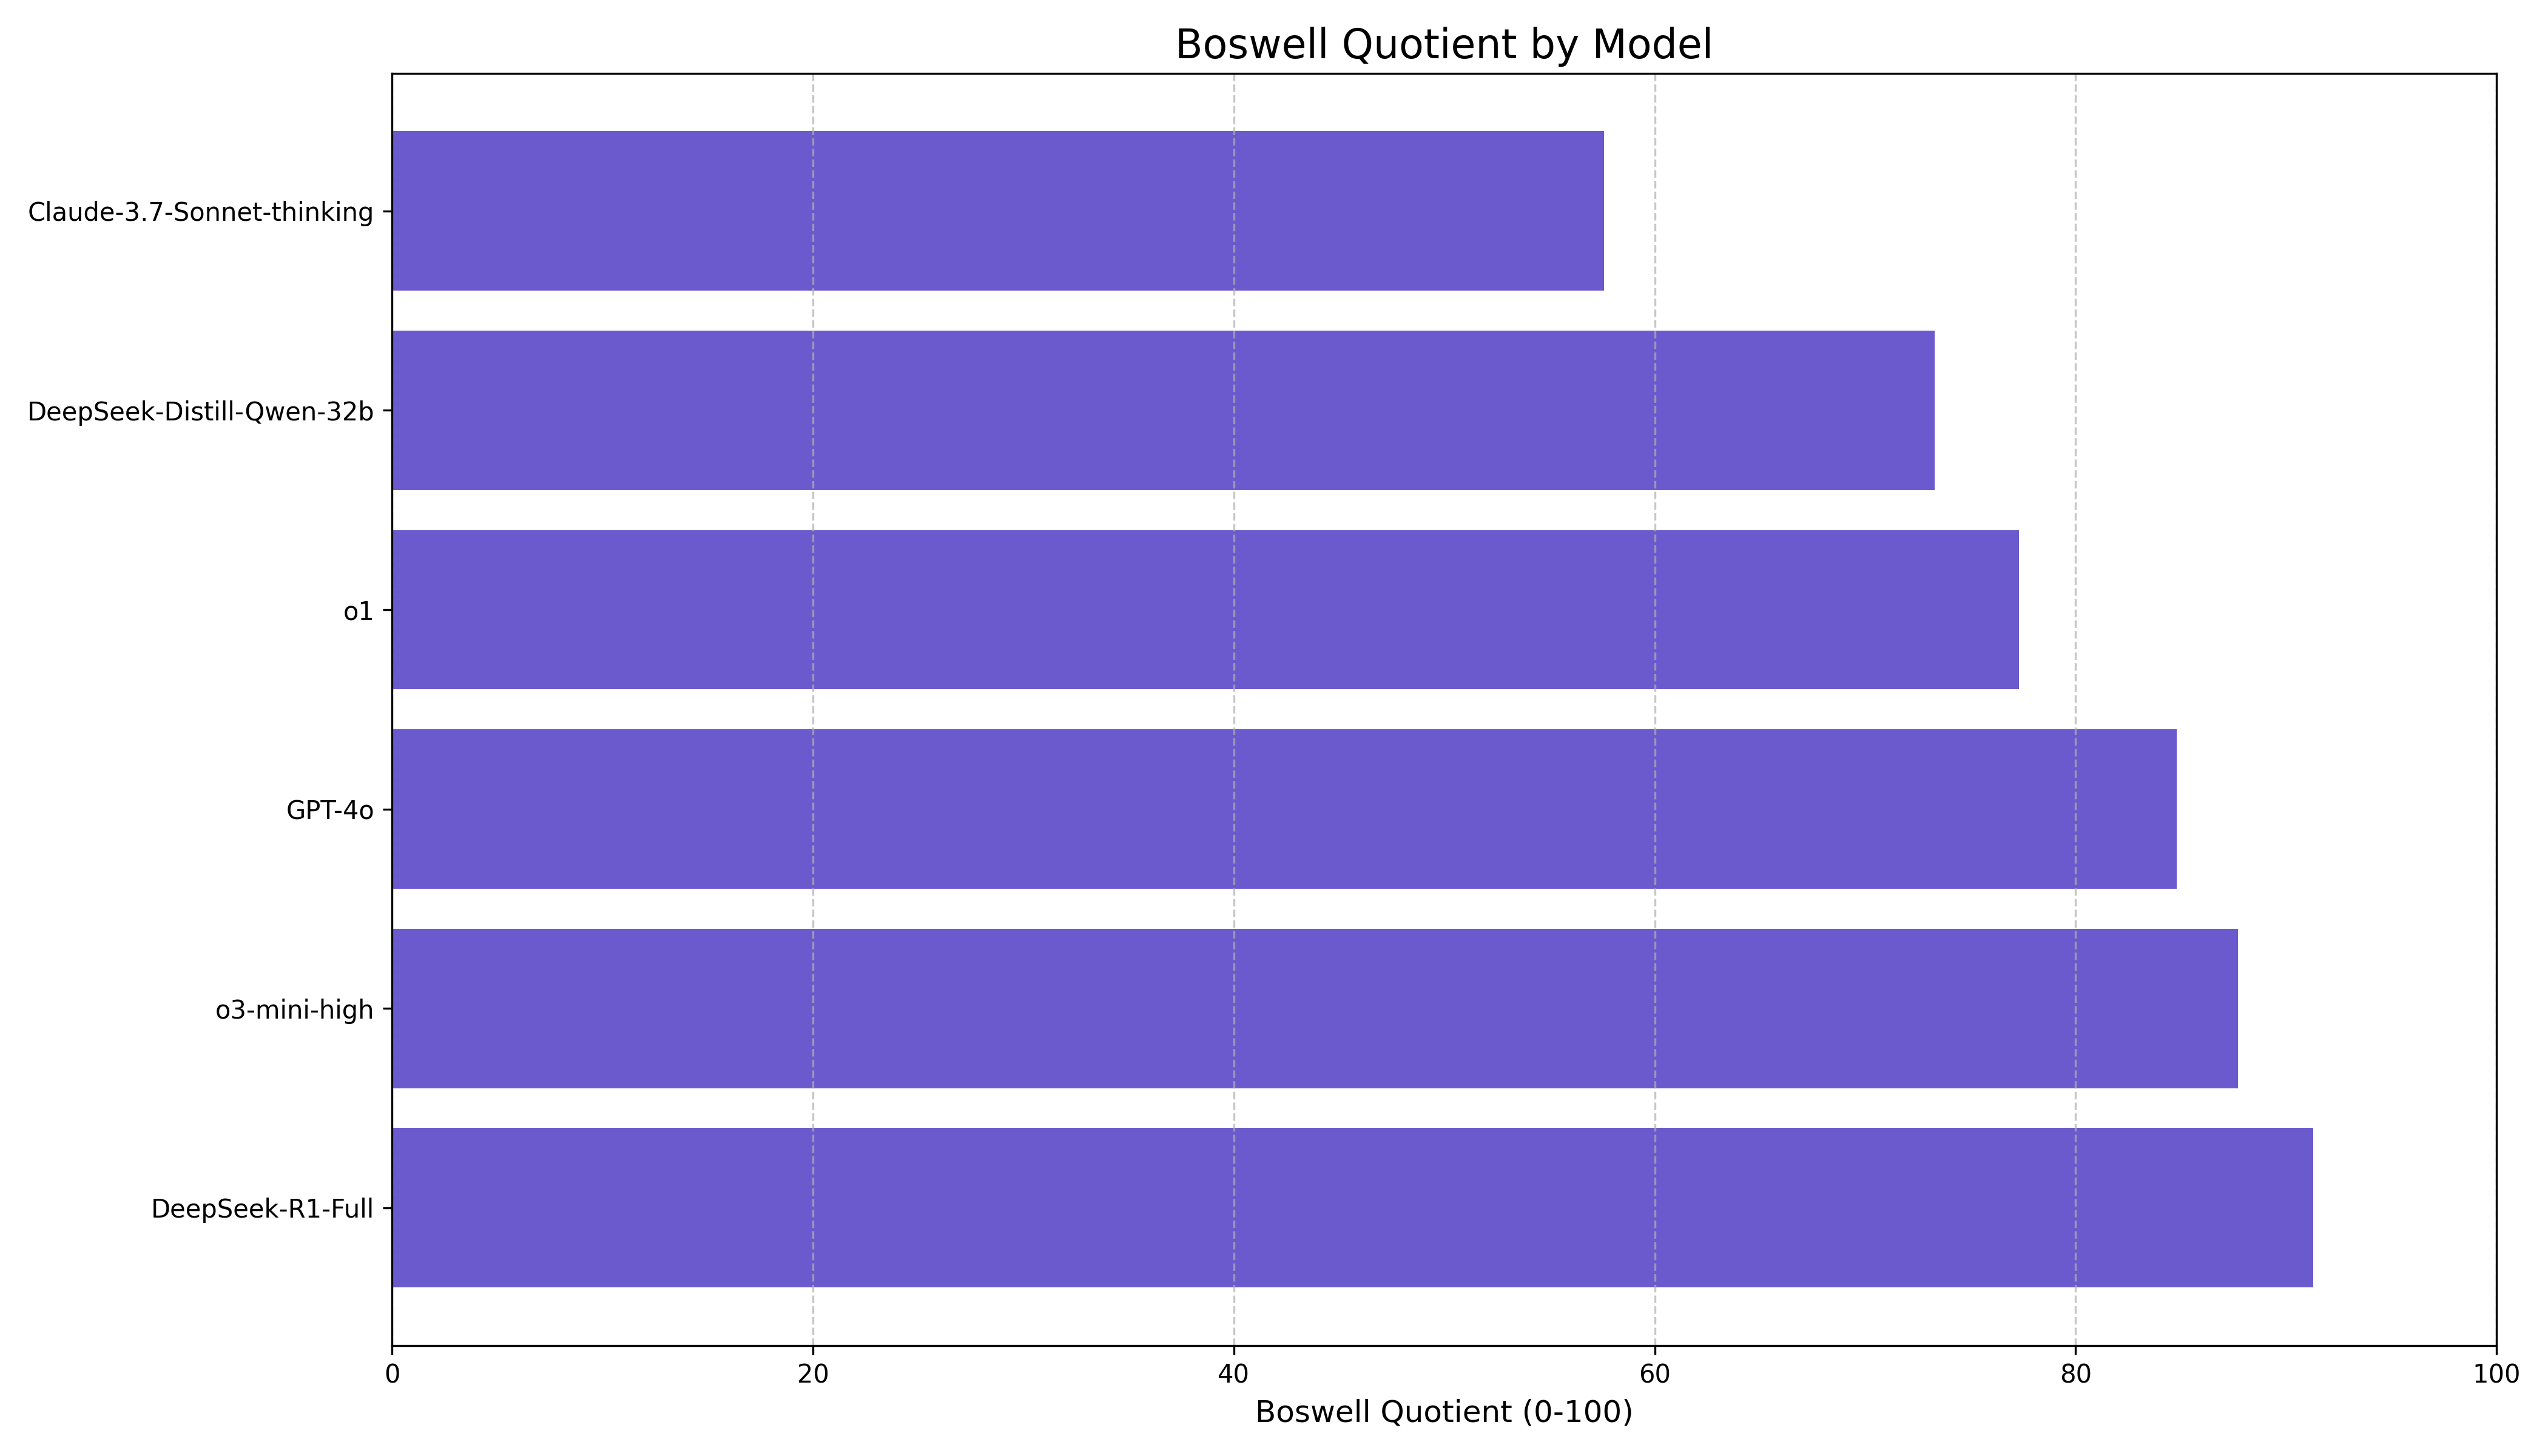 Boswell Quotient by Model
Claude-3.7-Sonnet-thinking
DeepSeek-Distill-Qwen-32b
o1
GPT-4o
o3-mini-high
DeepSeek-R1-Full
0 20 40 60 80 100
Boswell Quotient (0-100)